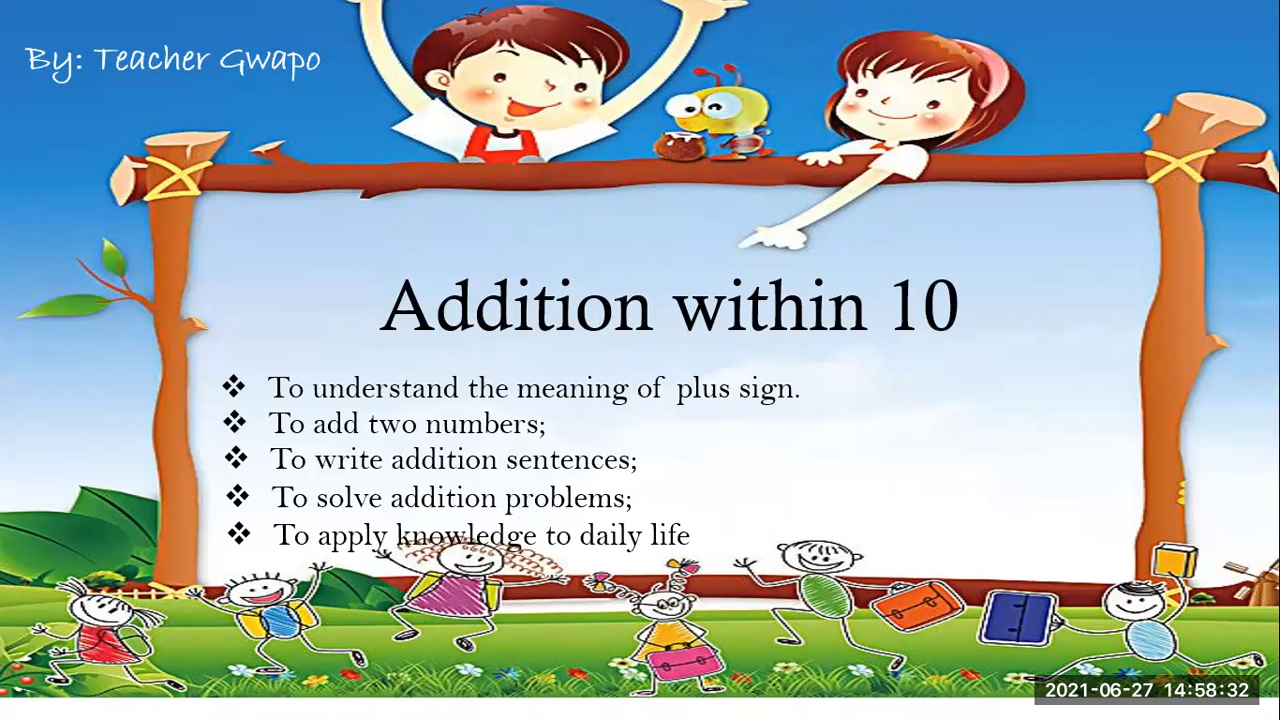 By: Teacher Gwapo
Addition within 10
❖ To understand the meaning of plus sign.
❖ To add two numbers;
❖ To write addition sentences;
❖ To solve addition problems;
❖ To apply knowledge to daily life
2021-06-27 14:58:32